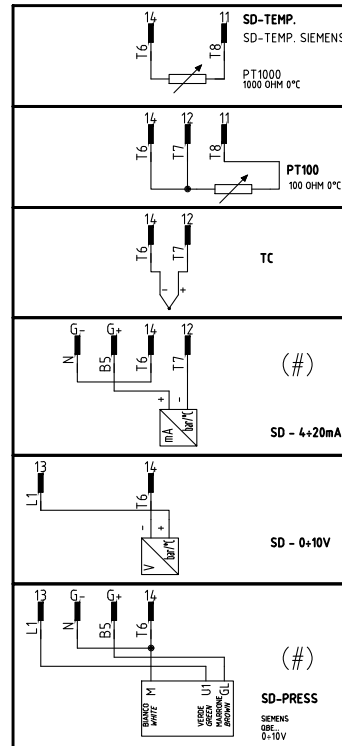 14 11 SD-TEMP.
SD-TEMP. SIEMENS
T6 T8
PT1000
1000 OHM 0°C
14 12 11
T6 T7 T8
PT100
100 OHM 0°C
14 12
T6 T7
TC
- +
G- G+ 14 12
N B5 T6 T7
(#)
+ -
mA bar/°C
SD - 4÷20mA
13 14
L1 T6
- +
V bar/°C
SD - 0÷10V
13 G- G+ 14
L1 N B5 T6
(#)
M U1 GL
BIANCO VERDE MARRONE
WHITE GREEN BROWN
SD-PRESS
SIEMENS
QBE..
0÷10V